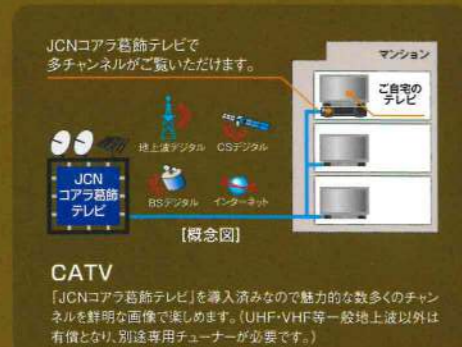 JCNコアラ葛飾テレビで
多チャンネルがご覧いただけます。
マンション
ご自宅の
テレビ
地上波デジタル
CSデジタル
JCN
コアラ葛飾
テレビ
BSデジタル
インターネット
[概念図]
CATV
「JCNコアラ葛飾テレビ」を導入済みなので魅力的な数多くのチャン
ネルを鮮明な画像で楽しめます。(UHF・VHF等一般地上波以外は
有償となり、別途専用チューナーが必要です。)